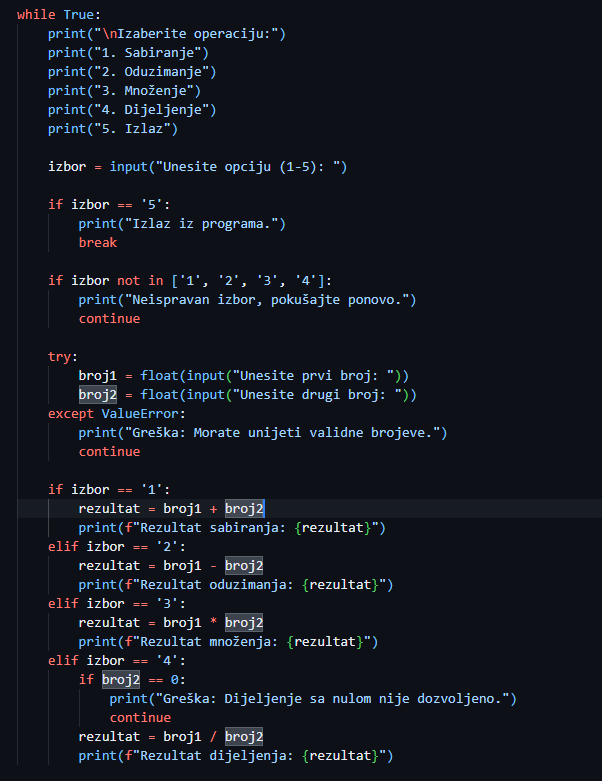 while True:
    print("\nIzaberite operaciju:")
    print("1. Sabiranje")
    print("2. Oduzimanje")
    print("3. Množenje")
    print("4. Dijeljenje")
    print("5. Izlaz")

    izbor = input("Unesite opciju (1-5): ")

    if izbor == '5':
        print("Izlaz iz programa.")
        break

    if izbor not in ['1', '2', '3', '4']:
        print("Neispravan izbor, pokušajte ponovo.")
        continue

    try:
        broj1 = float(input("Unesite prvi broj: "))
        broj2 = float(input("Unesite drugi broj: "))
    except ValueError:
        print("Greška: Morate unijeti validne brojeve.")
        continue

    if izbor == '1':
        rezultat = broj1 + broj2
        print(f"Rezultat sabiranja: {rezultat}")
    elif izbor == '2':
        rezultat = broj1 - broj2
        print(f"Rezultat oduzimanja: {rezultat}")
    elif izbor == '3':
        rezultat = broj1 * broj2
        print(f"Rezultat množenja: {rezultat}")
    elif izbor == '4':
        if broj2 == 0:
            print("Greška: Dijeljenje sa nulom nije dozvoljeno.")
            continue
        rezultat = broj1 / broj2
        print(f"Rezultat dijeljenja: {rezultat}")